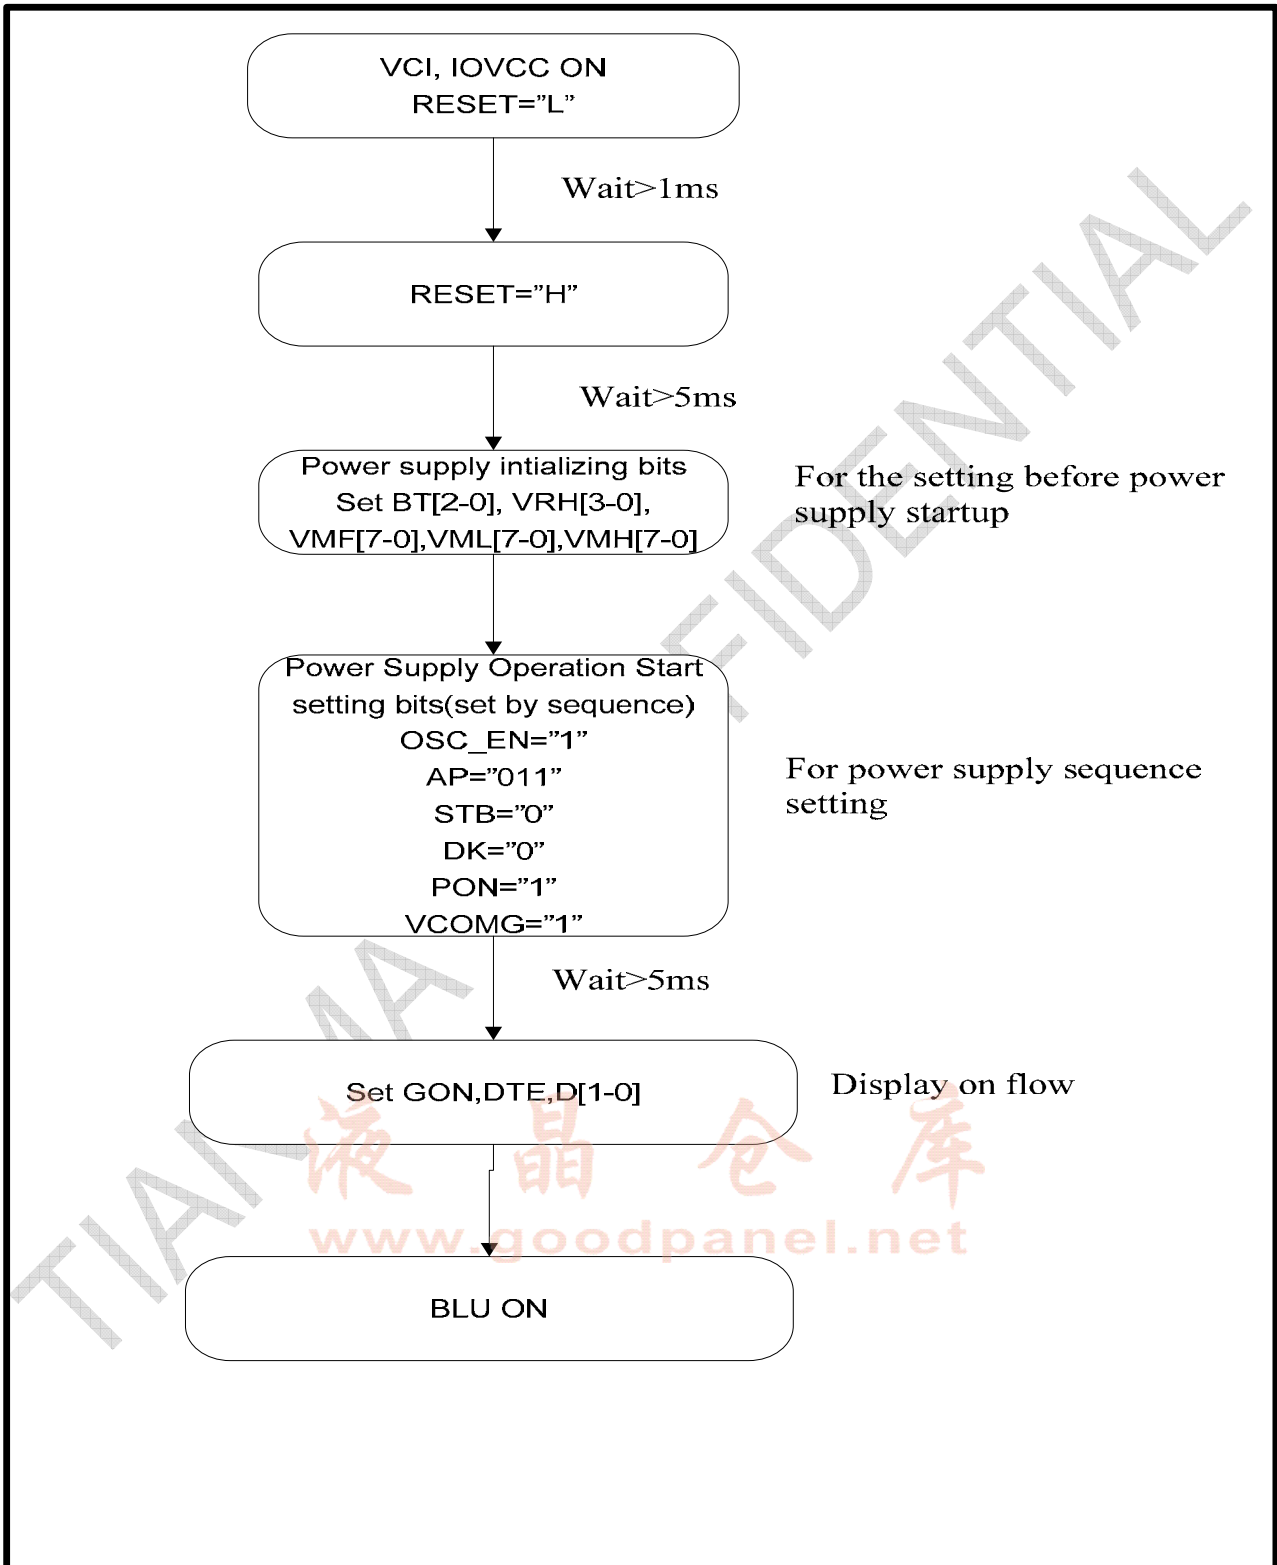 VCI, IOVCC ON
RESET=”L”
Wait>1ms
RESET=”H”
Wait>5ms
Power supply intializing bits
Set BT[2-0], VRH[3-0],
VMF[7-0],VML[7-0],VMH[7-0]
For the setting before power
supply startup
Power Supply Operation Start
setting bits(set by sequence)
OSC_EN=”1”
AP=”011”
STB=”0”
DK=”0”
PON=”1”
VCOMG=”1”
For power supply sequence
setting
Wait>5ms
Set GON,DTE,D[1-0]
Display on flow
BLU ON
TIANMA FIDENTIAL
液晶仓库
www.goodpanel.net